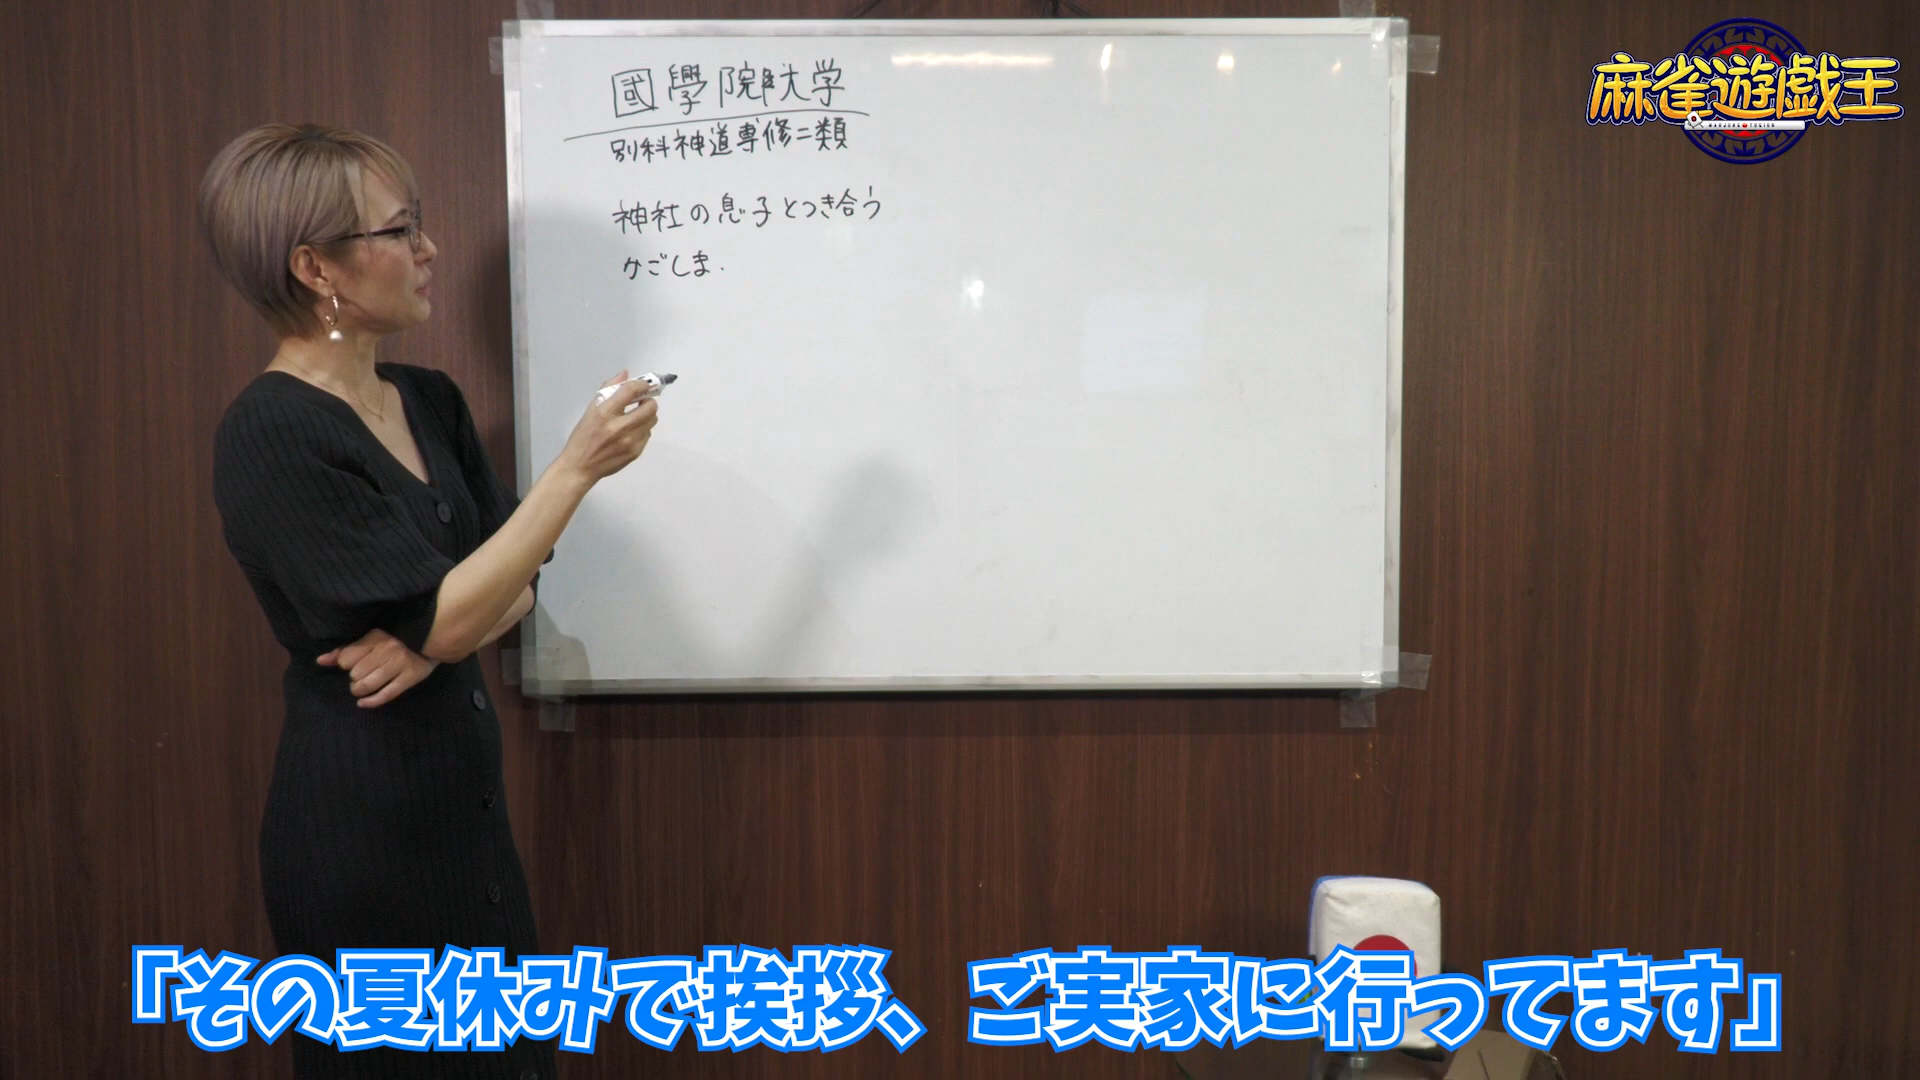 國學院大学
別科神道専修二類
神社の息子とつき合う
かごしま.
麻雀遊戯王
「その夏休みで挨拶、ご実家に行ってます」